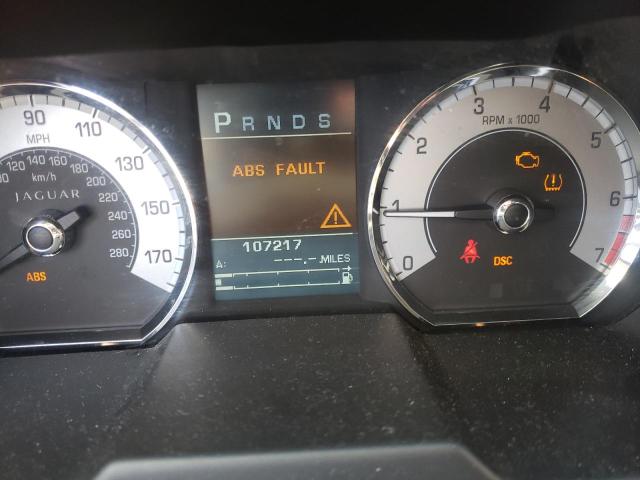 90
110
MPH
130
150
170
120 140 160
180
km/h
200
220
240
260
280
JAGUAR
ABS
P R N D S
ABS FAULT
107217
A: ---.- MILES
0
1
2
3
4
5
6
7
RPM x 1000
DSC